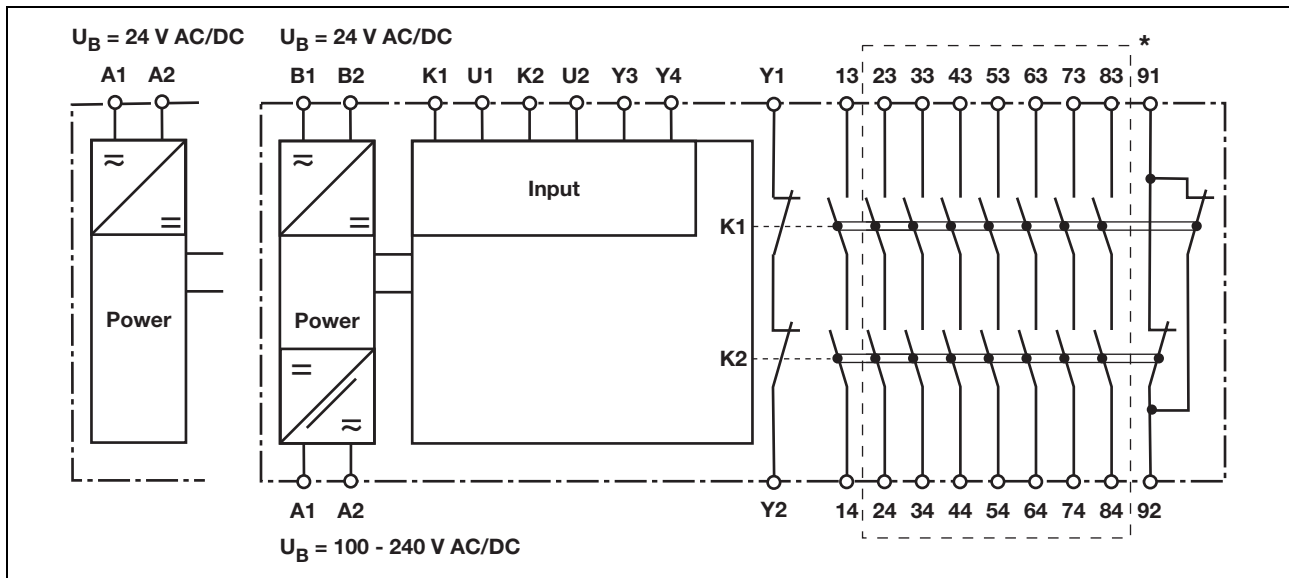 U_B = 24 V AC/DC U_B = 24 V AC/DC *
A1 A2 B1 B2 K1 U1 K2 U2 Y3 Y4 Y1 13 23 33 43 53 63 73 83 91
Input
K1
Power Power
K2
A1 A2 Y2 14 24 34 44 54 64 74 84 92
U_B = 100 - 240 V AC/DC